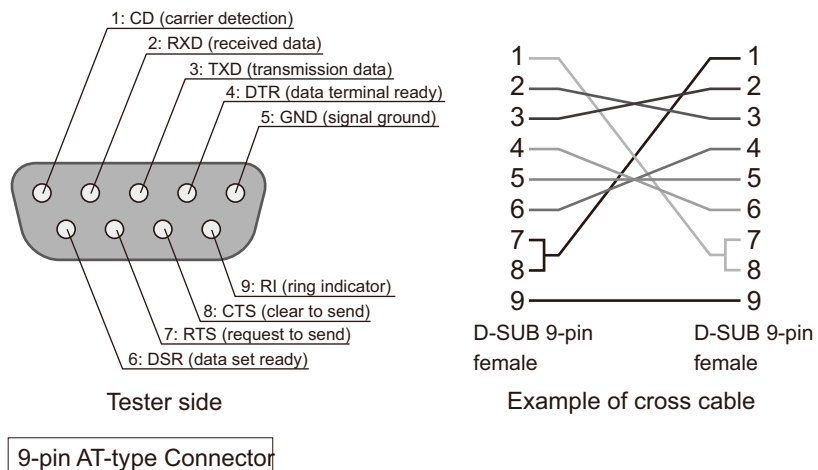 1: CD (carrier detection)
2: RXD (received data)
3: TXD (transmission data)
4: DTR (data terminal ready)
5: GND (signal ground)
9: RI (ring indicator)
8: CTS (clear to send)
7: RTS (request to send)
6: DSR (data set ready)
Tester side
1 1
2 2
3 3
4 4
5 5
6 6
7 7
8 8
9 9
D-SUB 9-pin D-SUB 9-pin
female female
Example of cross cable
9-pin AT-type Connector